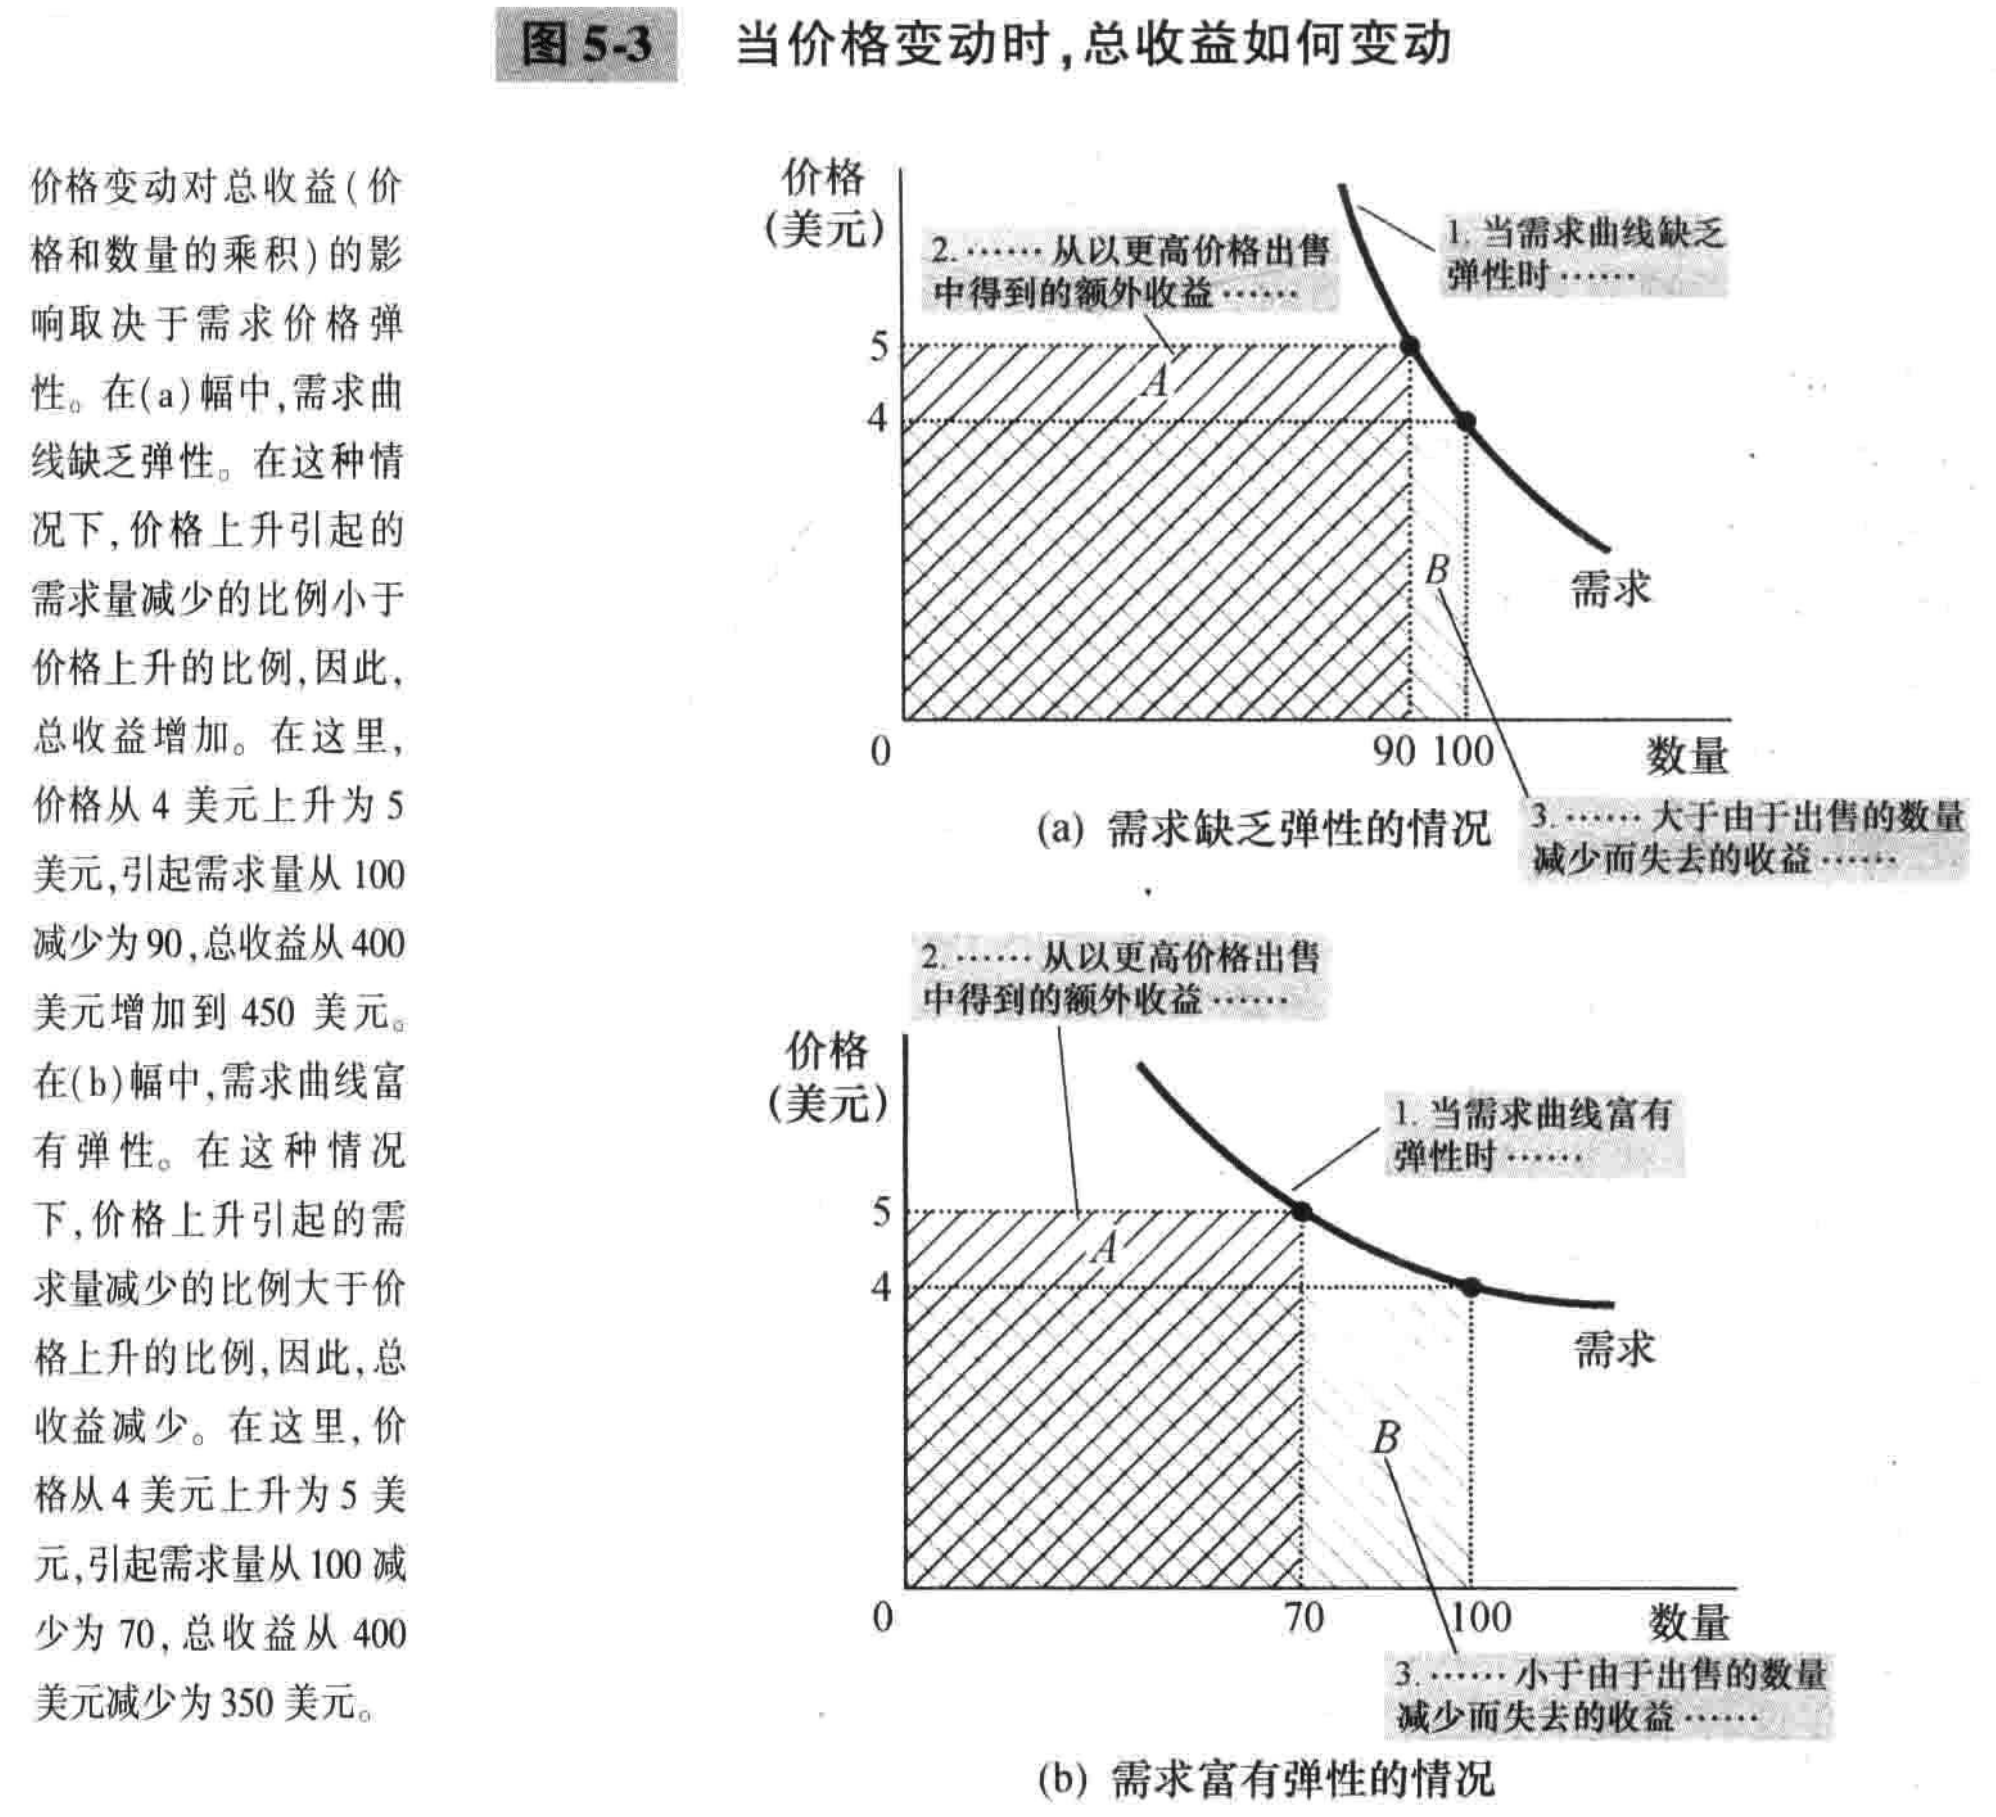 图 5-3 当价格变动时,总收益如何变动
价格变动对总收益(价
格和数量的乘积)的影
响取决于需求价格弹
性。在(a)幅中,需求曲
线缺乏弹性。在这种情
况下,价格上升引起的
需求量减少的比例小于
价格上升的比例,因此,
总收益增加。在这里,
价格从 4 美元上升为 5
美元,引起需求量从 100
减少为 90,总收益从 400
美元增加到 450 美元。
在(b)幅中,需求曲线富
有弹性。在这种情况
下,价格上升引起的需
求量减少的比例大于价
格上升的比例,因此,总
收益减少。在这里,价
格从 4 美元上升为 5 美
元,引起需求量从 100 减
少为 70,总收益从 400
美元减少为 350 美元。
价格
(美元)
2. …… 从以更高价格出售
中得到的额外收益 ……
1. 当需求曲线缺乏
弹性时 ……
5
A
4
B
需求
0
90 100
数量
(a) 需求缺乏弹性的情况
3. …… 大于由于出售的数量
减少而失去的收益 ……
2. …… 从以更高价格出售
中得到的额外收益 ……
价格
(美元)
1. 当需求曲线富有
弹性时 ……
5
A
4
需求
B
0
70
100
数量
3. …… 小于由于出售的数量
减少而失去的收益 ……
(b) 需求富有弹性的情况